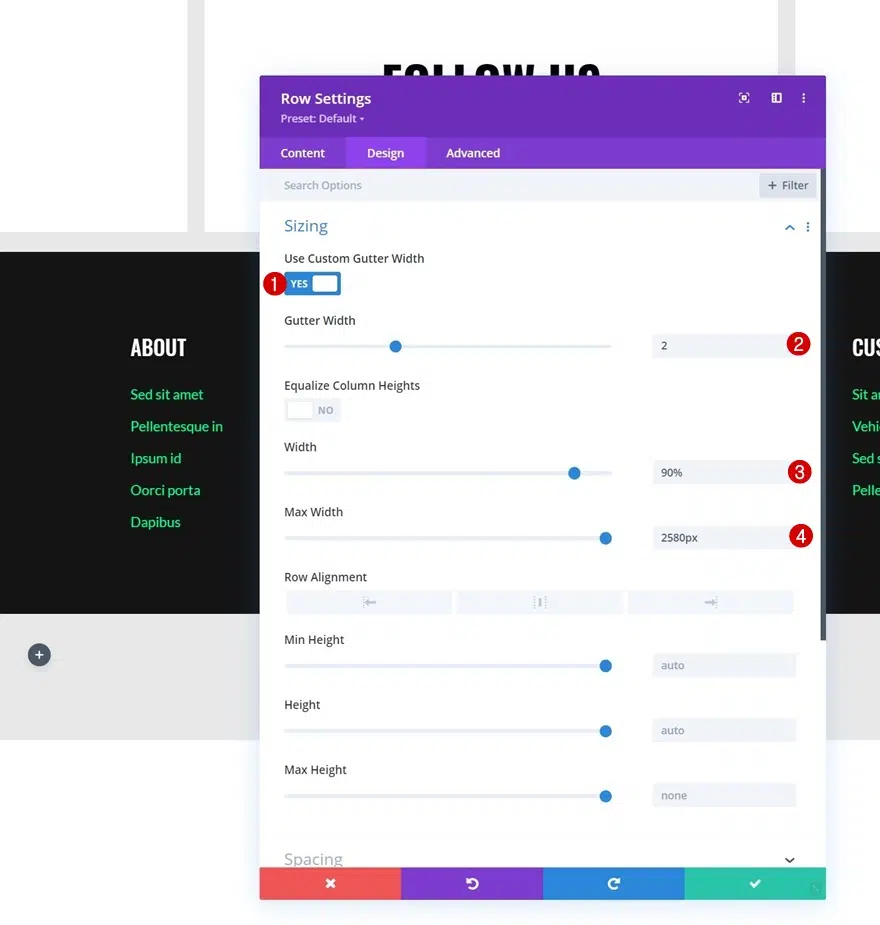 FOLLOW US
Row Settings
Preset: Default
Content Design Advanced
Search Options
+ Filter
Sizing
Use Custom Gutter Width
1 YES
Gutter Width
2 2
Equalize Column Heights
NO
Width
90% 3
Max Width
2580px 4
Row Alignment
Min Height
auto
Height
auto
Max Height
none
Spacing
ABOUT
Sed sit amet
Pellentesque in
Ipsum id
Oorci porta
Dapibus
CUS
Sit a
Vehi
Sed s
Pelle